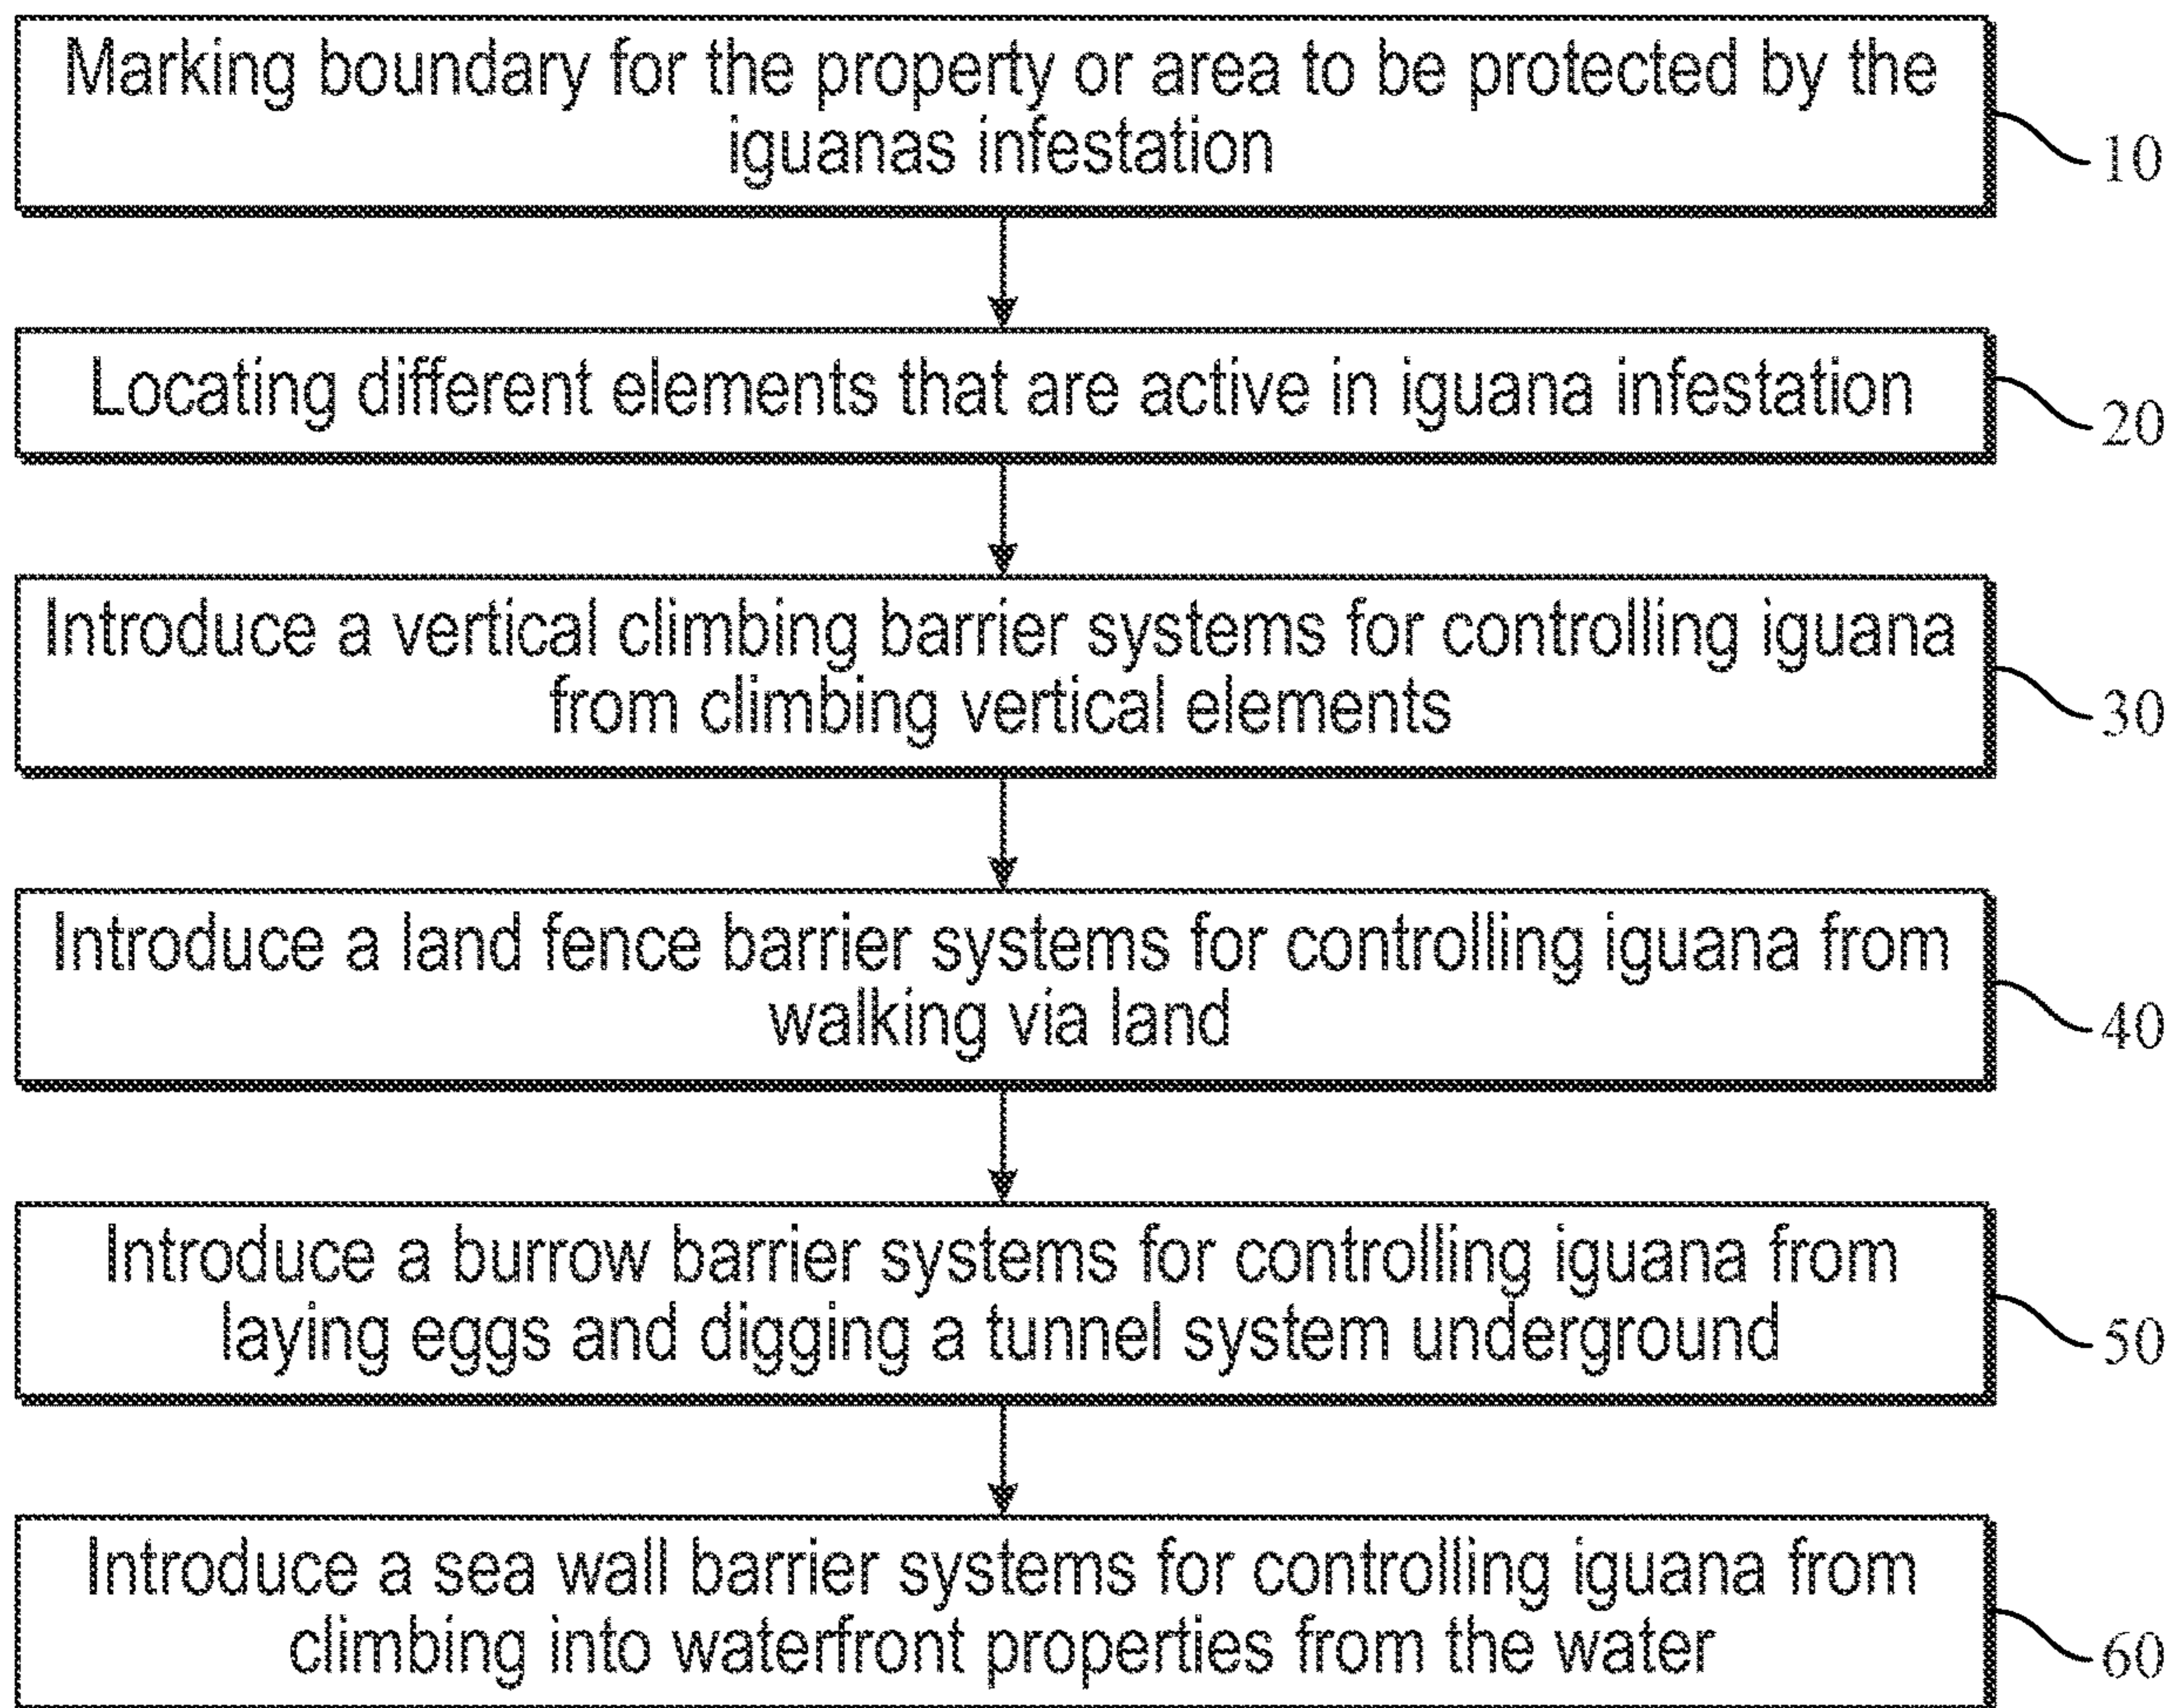 Marking boundary for the property or area to be protected by the
iguanas infestation
10
Locating different elements that are active in iguana infestation
20
Introduce a vertical climbing barrier systems for controlling iguana
from climbing vertical elements
30
Introduce a land fence barrier systems for controlling iguana from
walking via land
40
Introduce a burrow barrier systems for controlling iguana from
laying eggs and digging a tunnel system underground
50
Introduce a sea wall barrier systems for controlling iguana from
climbing into waterfront properties from the water
60